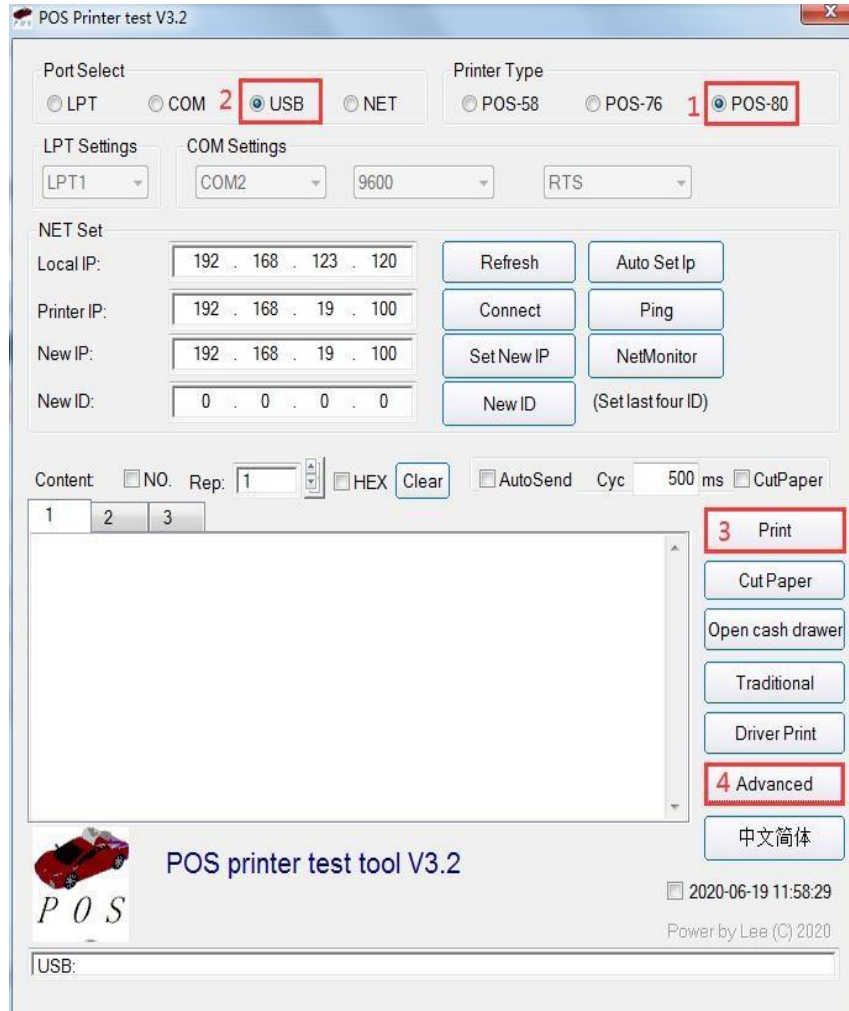 POS Printer test V3.2
Port Select
Printer Type
LPT COM 2 USB NET
POS-58 POS-76 1 POS-80
LPT Settings
COM Settings
LPT1 COM2 9600 RTS
NET Set
Local IP: 192 . 168 . 123 . 120 Refresh Auto Set Ip
Printer IP: 192 . 168 . 19 . 100 Connect Ping
New IP: 192 . 168 . 19 . 100 Set New IP NetMonitor
New ID: 0 . 0 . 0 . 0 New ID (Set last four ID)
Content: NO. Rep: 1 HEX Clear AutoSend Cyc 500 ms CutPaper
1 2 3
3 Print
Cut Paper
Open cash drawer
Traditional
Driver Print
4 Advanced
中文简体
POS printer test tool V3.2
POS
2020-06-19 11:58:29
Power by Lee (C) 2020
USB: